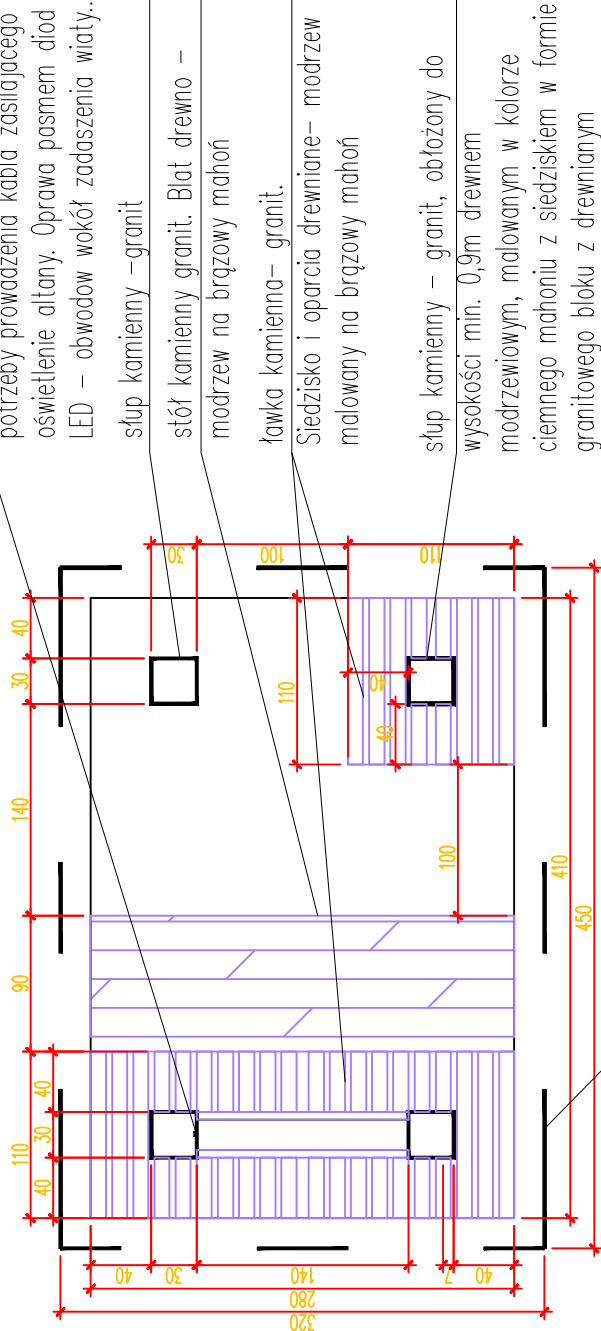 potrzeby prowadzenia kabla zasilającego
oświetlenie altany. Oprawa pasmem diod
LED – obwodow wokół zadaszenia wiaty..
słup kamienny –granit
stół kamienny granit. Blat drewno –
modrzew na brązowy mahoń
ławka kamienna– granit.
Siedzisko i oparcia drewniane– modrzew
malowany na brązowy mahoń
słup kamienny – granit, obłożony do
wysokości min. 0,9m drewnem
modrzewiowym, malowanym w kolorze
ciemnego mahoniu z siedziskiem w formie
granitowego bloku z drewnianym
110
90
140
30
40
40
30
40
30
100
110
110
40
40
100
410
450
40
30
140
7
40
280
320